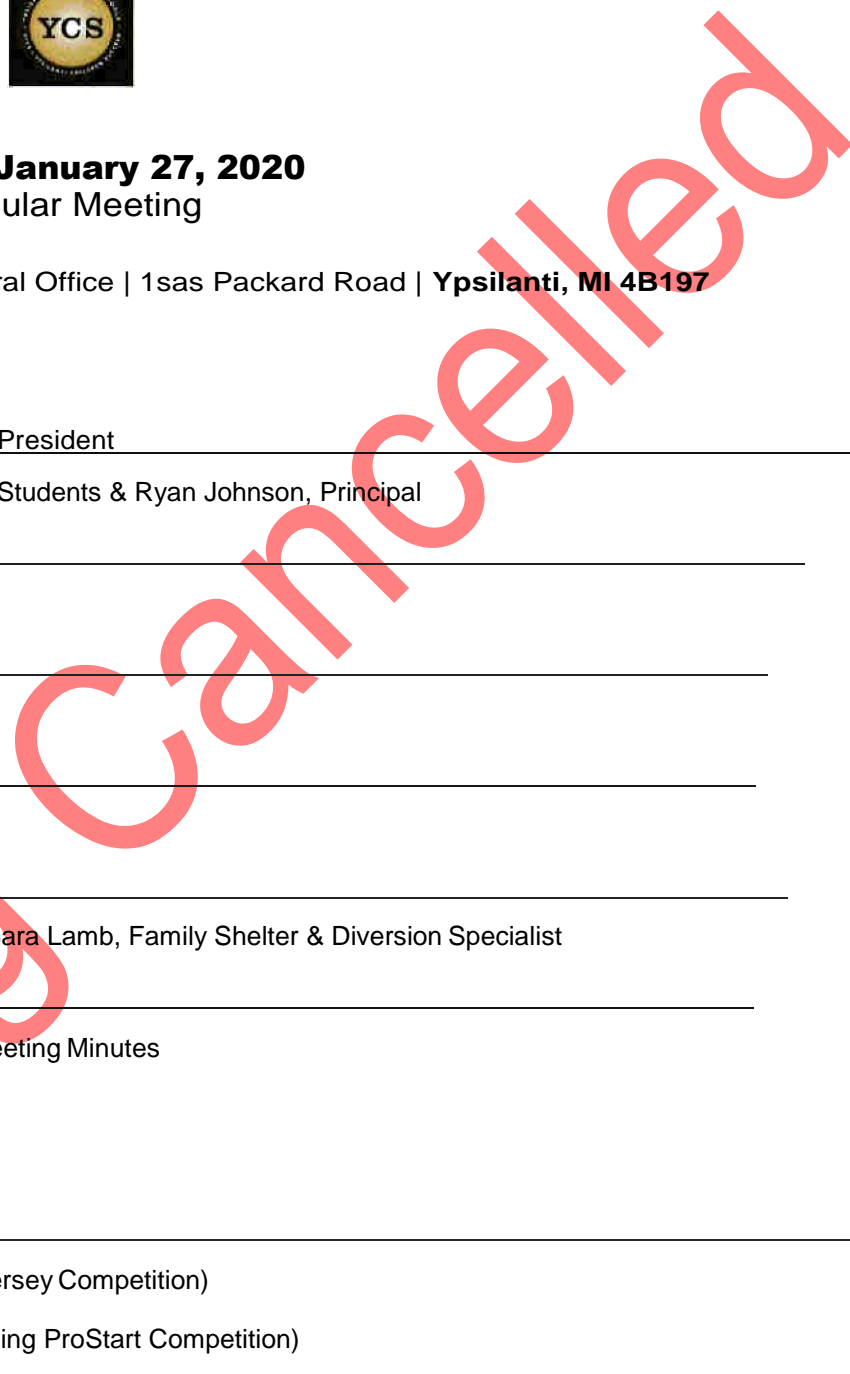 YCS
January 27, 2020
ular Meeting
ral Office | 1sas Packard Road | Ypsilanti, MI 4B197
President
Students & Ryan Johnson, Principal
ara Lamb, Family Shelter & Diversion Specialist
eeting Minutes
ersey Competition)
ing ProStart Competition)
g Cancelled